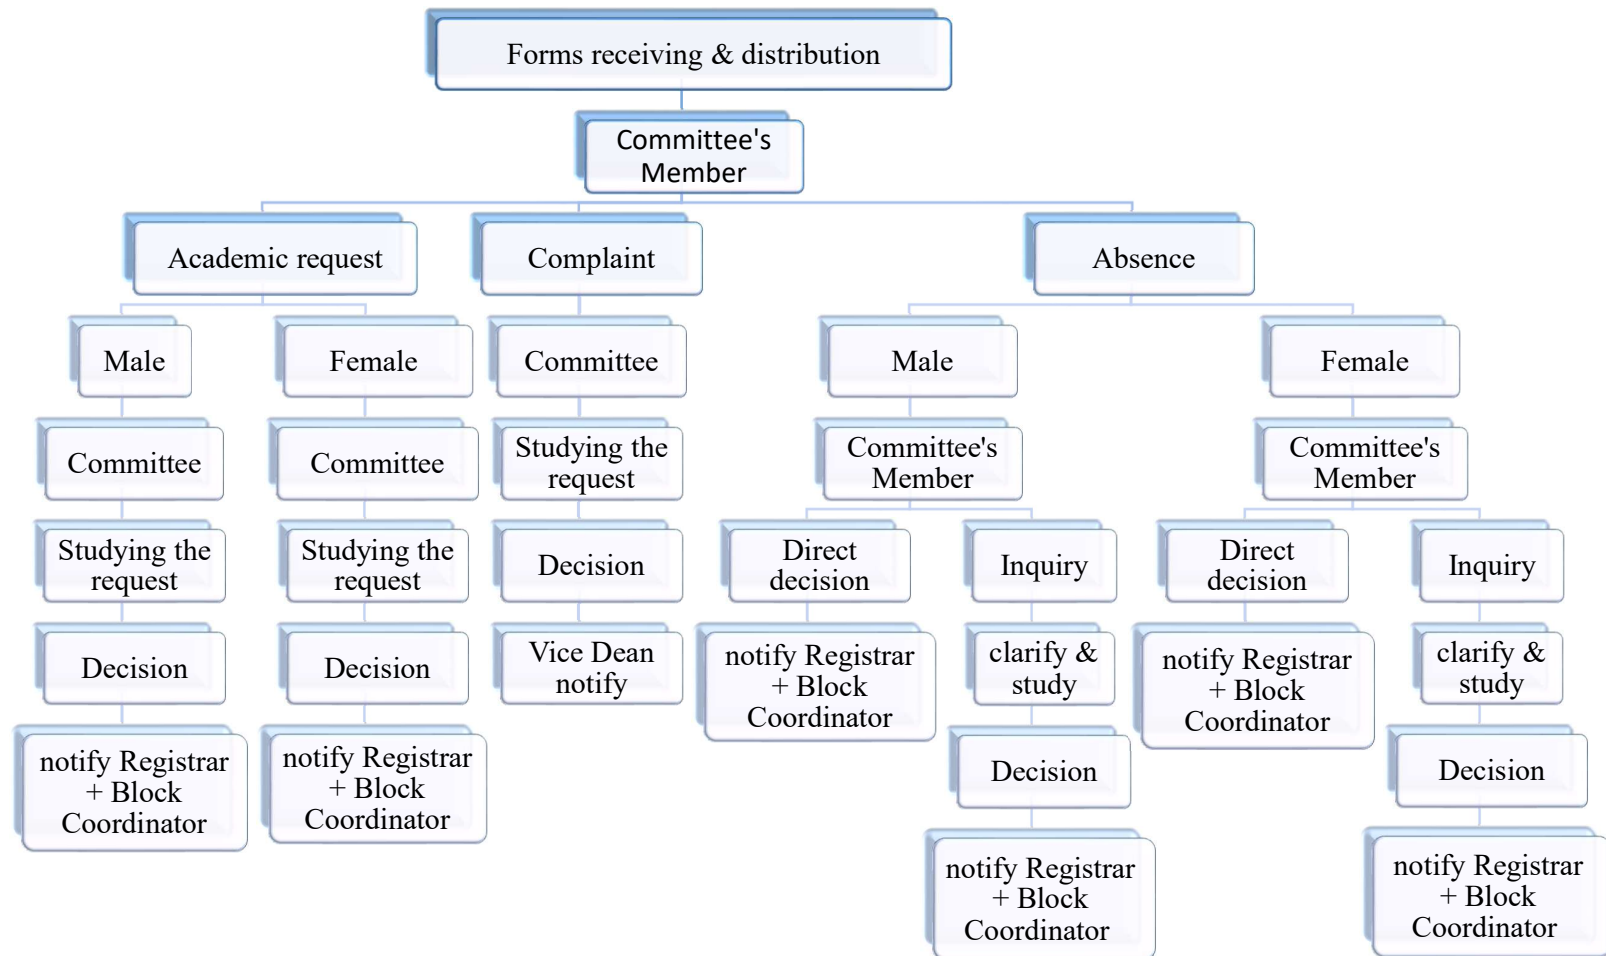 Forms receiving & distribution
Committee's
Member
Academic request
Complaint
Absence
Male
Female
Committee
Male
Female
Committee
Committee
Studying the
request
Committee's
Member
Committee's
Member
Studying the
request
Studying the
request
Decision
Direct
decision
Inquiry
Direct
decision
Inquiry
Decision
Decision
Vice Dean
notify
notify Registrar
+ Block
Coordinator
clarify &
study
notify Registrar
+ Block
Coordinator
clarify &
study
notify Registrar
+ Block
Coordinator
notify Registrar
+ Block
Coordinator
Decision
Decision
notify Registrar
+ Block
Coordinator
notify Registrar
+ Block
Coordinator